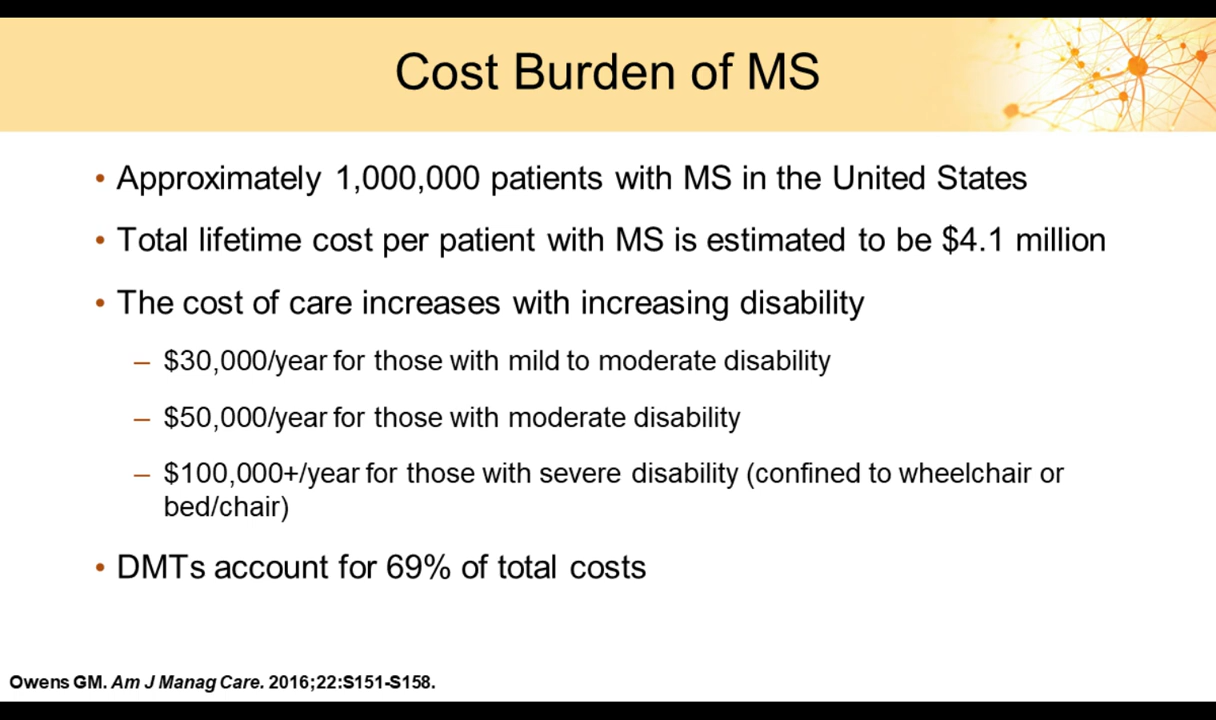 Cost Burden of MS
• Approximately 1,000,000 patients with MS in the United States
• Total lifetime cost per patient with MS is estimated to be $4.1 million
• The cost of care increases with increasing disability
– $30,000/year for those with mild to moderate disability
– $50,000/year for those with moderate disability
– $100,000+/year for those with severe disability (confined to wheelchair or
bed/chair)
• DMTs account for 69% of total costs
Owens GM. Am J Manag Care. 2016;22:S151-S158.